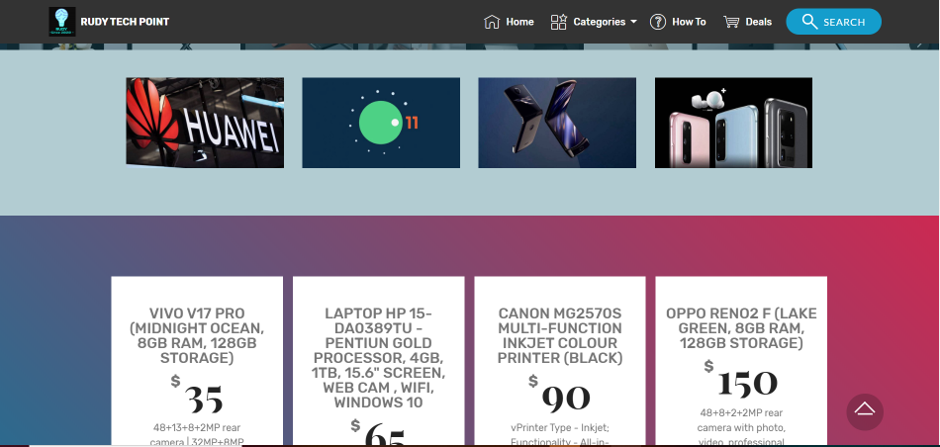 RUDY TECH POINT
Home
Categories
How To
Deals
SEARCH
HUAWEI
11
VIVO V17 PRO
(MIDNIGHT OCEAN,
8GB RAM, 128GB
STORAGE)
$ 35
48+13+8+2MP rear
camera | 32MP+8MP
LAPTOP HP 15-
DA0389TU -
PENTIUN GOLD
PROCESSOR, 4GB,
1TB, 15.6" SCREEN,
WEB CAM , WIFI,
WINDOWS 10
$ 65
CANON MG2570S
MULTI-FUNCTION
INKJET COLOUR
PRINTER (BLACK)
$ 90
vPrinter Type - Inkjet;
Functionality - All-in-
OPPO RENO2 F (LAKE
GREEN, 8GB RAM,
128GB STORAGE)
$ 150
48+8+2+2MP rear
camera with photo,
video, professional